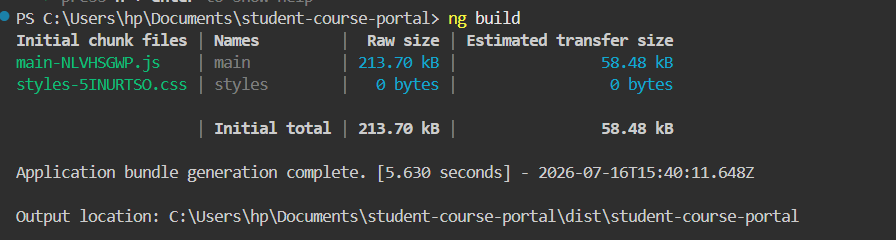 PS C:\Users\hp\Documents\student-course-portal> ng build
Initial chunk files | Names | Raw size | Estimated transfer size
main-NLVHSGWP.js | main | 213.70 kB | 58.48 kB
styles-5INURTSO.css | styles | 0 bytes | 0 bytes
| Initial total | 213.70 kB | 58.48 kB
Application bundle generation complete. [5.630 seconds] - 2026-07-16T15:40:11.648Z
Output location: C:\Users\hp\Documents\student-course-portal\dist\student-course-portal